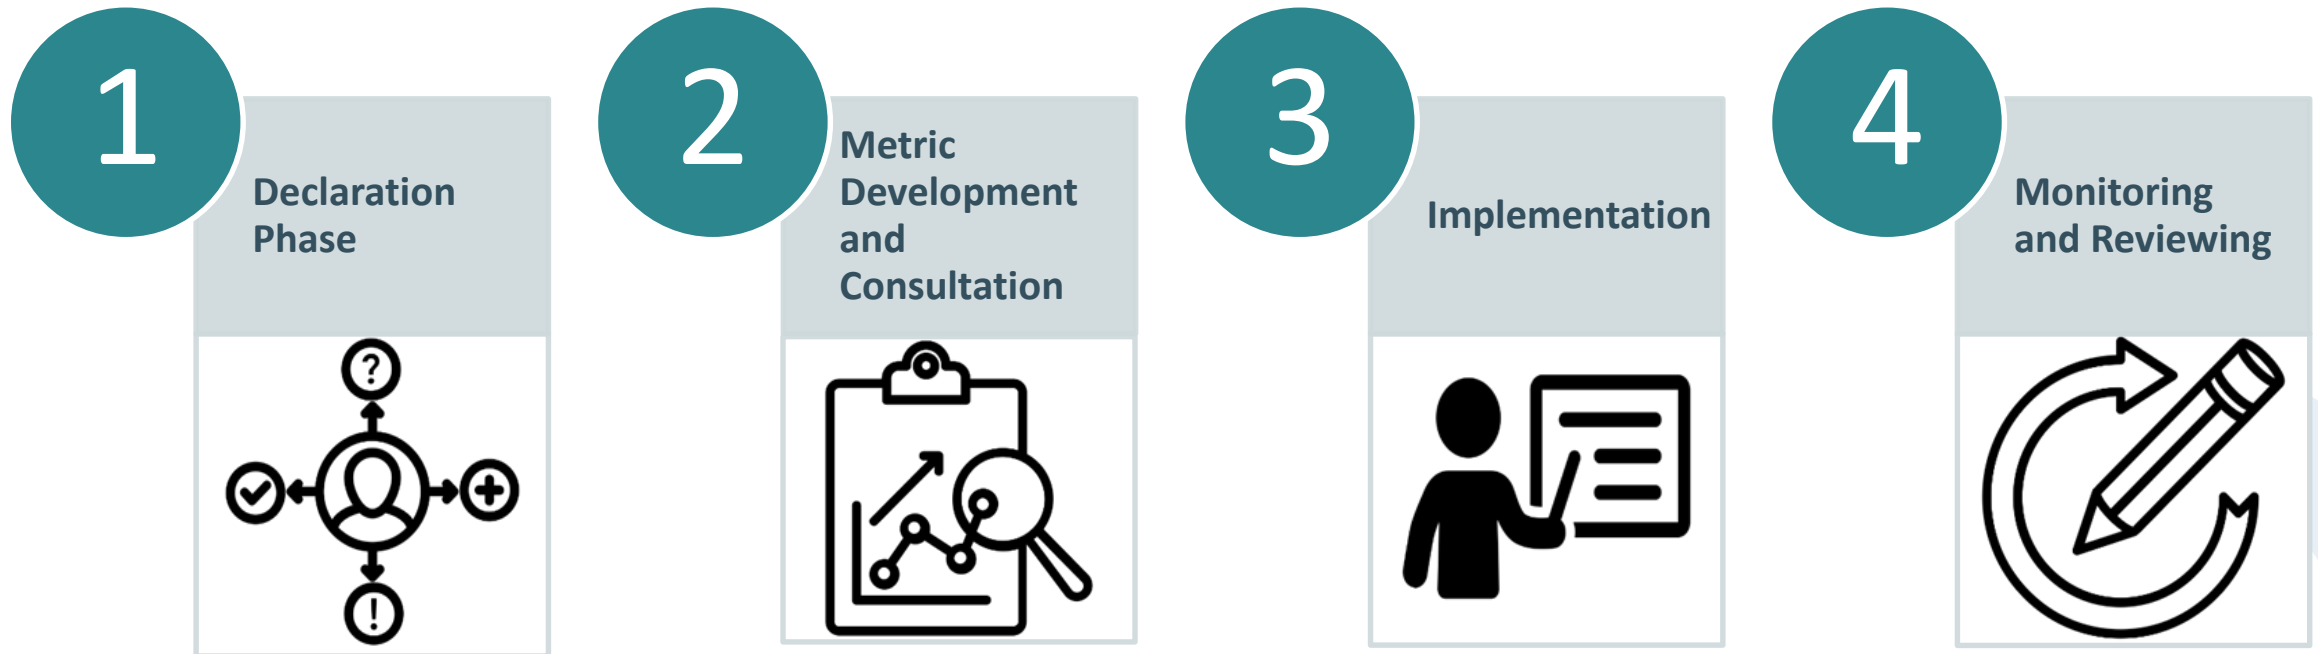 1
Declaration
Phase
?
!
2
Metric
Development
and
Consultation
3
Implementation
4
Monitoring
and Reviewing